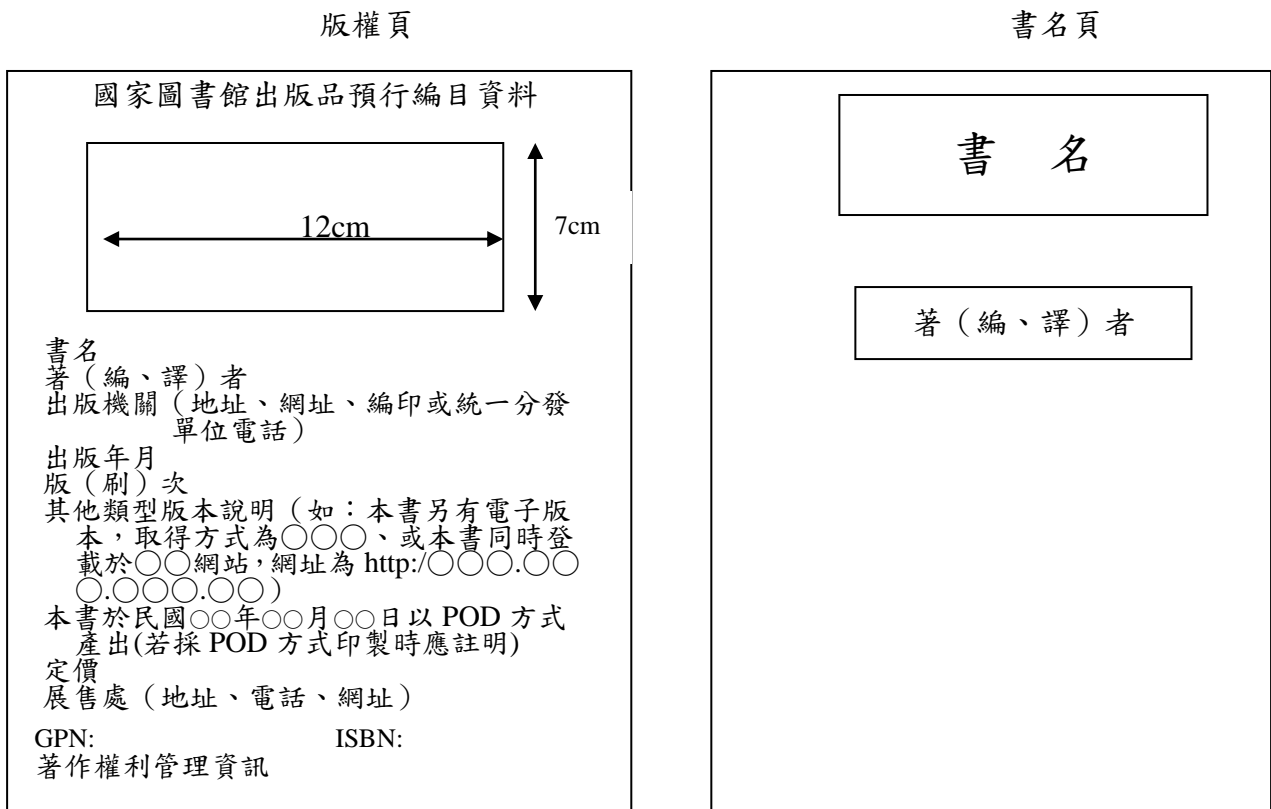 版權頁
國家圖書館出版品預行編目資料
12cm
7cm
書名
著（編、譯）者
出版機關（地址、網址、編印或統一分發
單位電話）
出版年月
版（刷）次
其他類型版本說明（如：本書另有電子版
本，取得方式為○○○、或本書同時登
載於○○網站，網址為 http:/○○○.○○
○.○○○.○○）
本書於民國○○年○○月○○日以 POD 方式
產出(若採 POD 方式印製時應註明)
定價
展售處（地址、電話、網址）
GPN: ISBN:
著作權利管理資訊
書名頁
書 名
著（編、譯）者